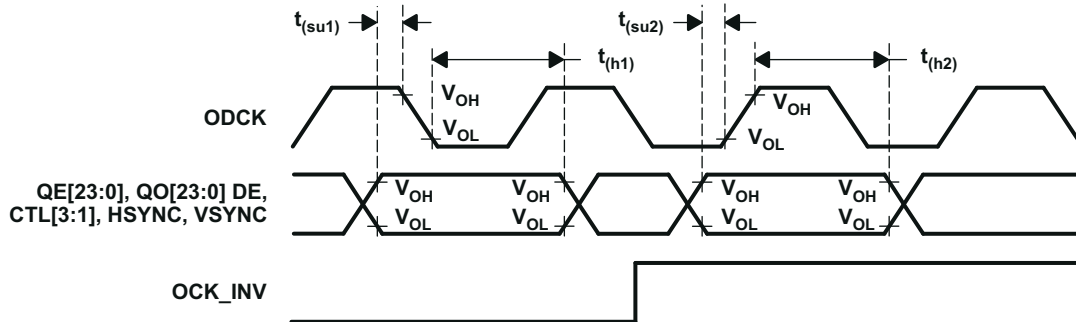 t(su1)
t(su2)
t(h1)
t(h2)
VOH
VOH
ODCK
VOL
VOL
QE[23:0], QO[23:0] DE,
CTL[3:1], HSYNC, VSYNC
VOH
VOH
VOH
VOH
VOL
VOL
VOL
VOL
OCK_INV